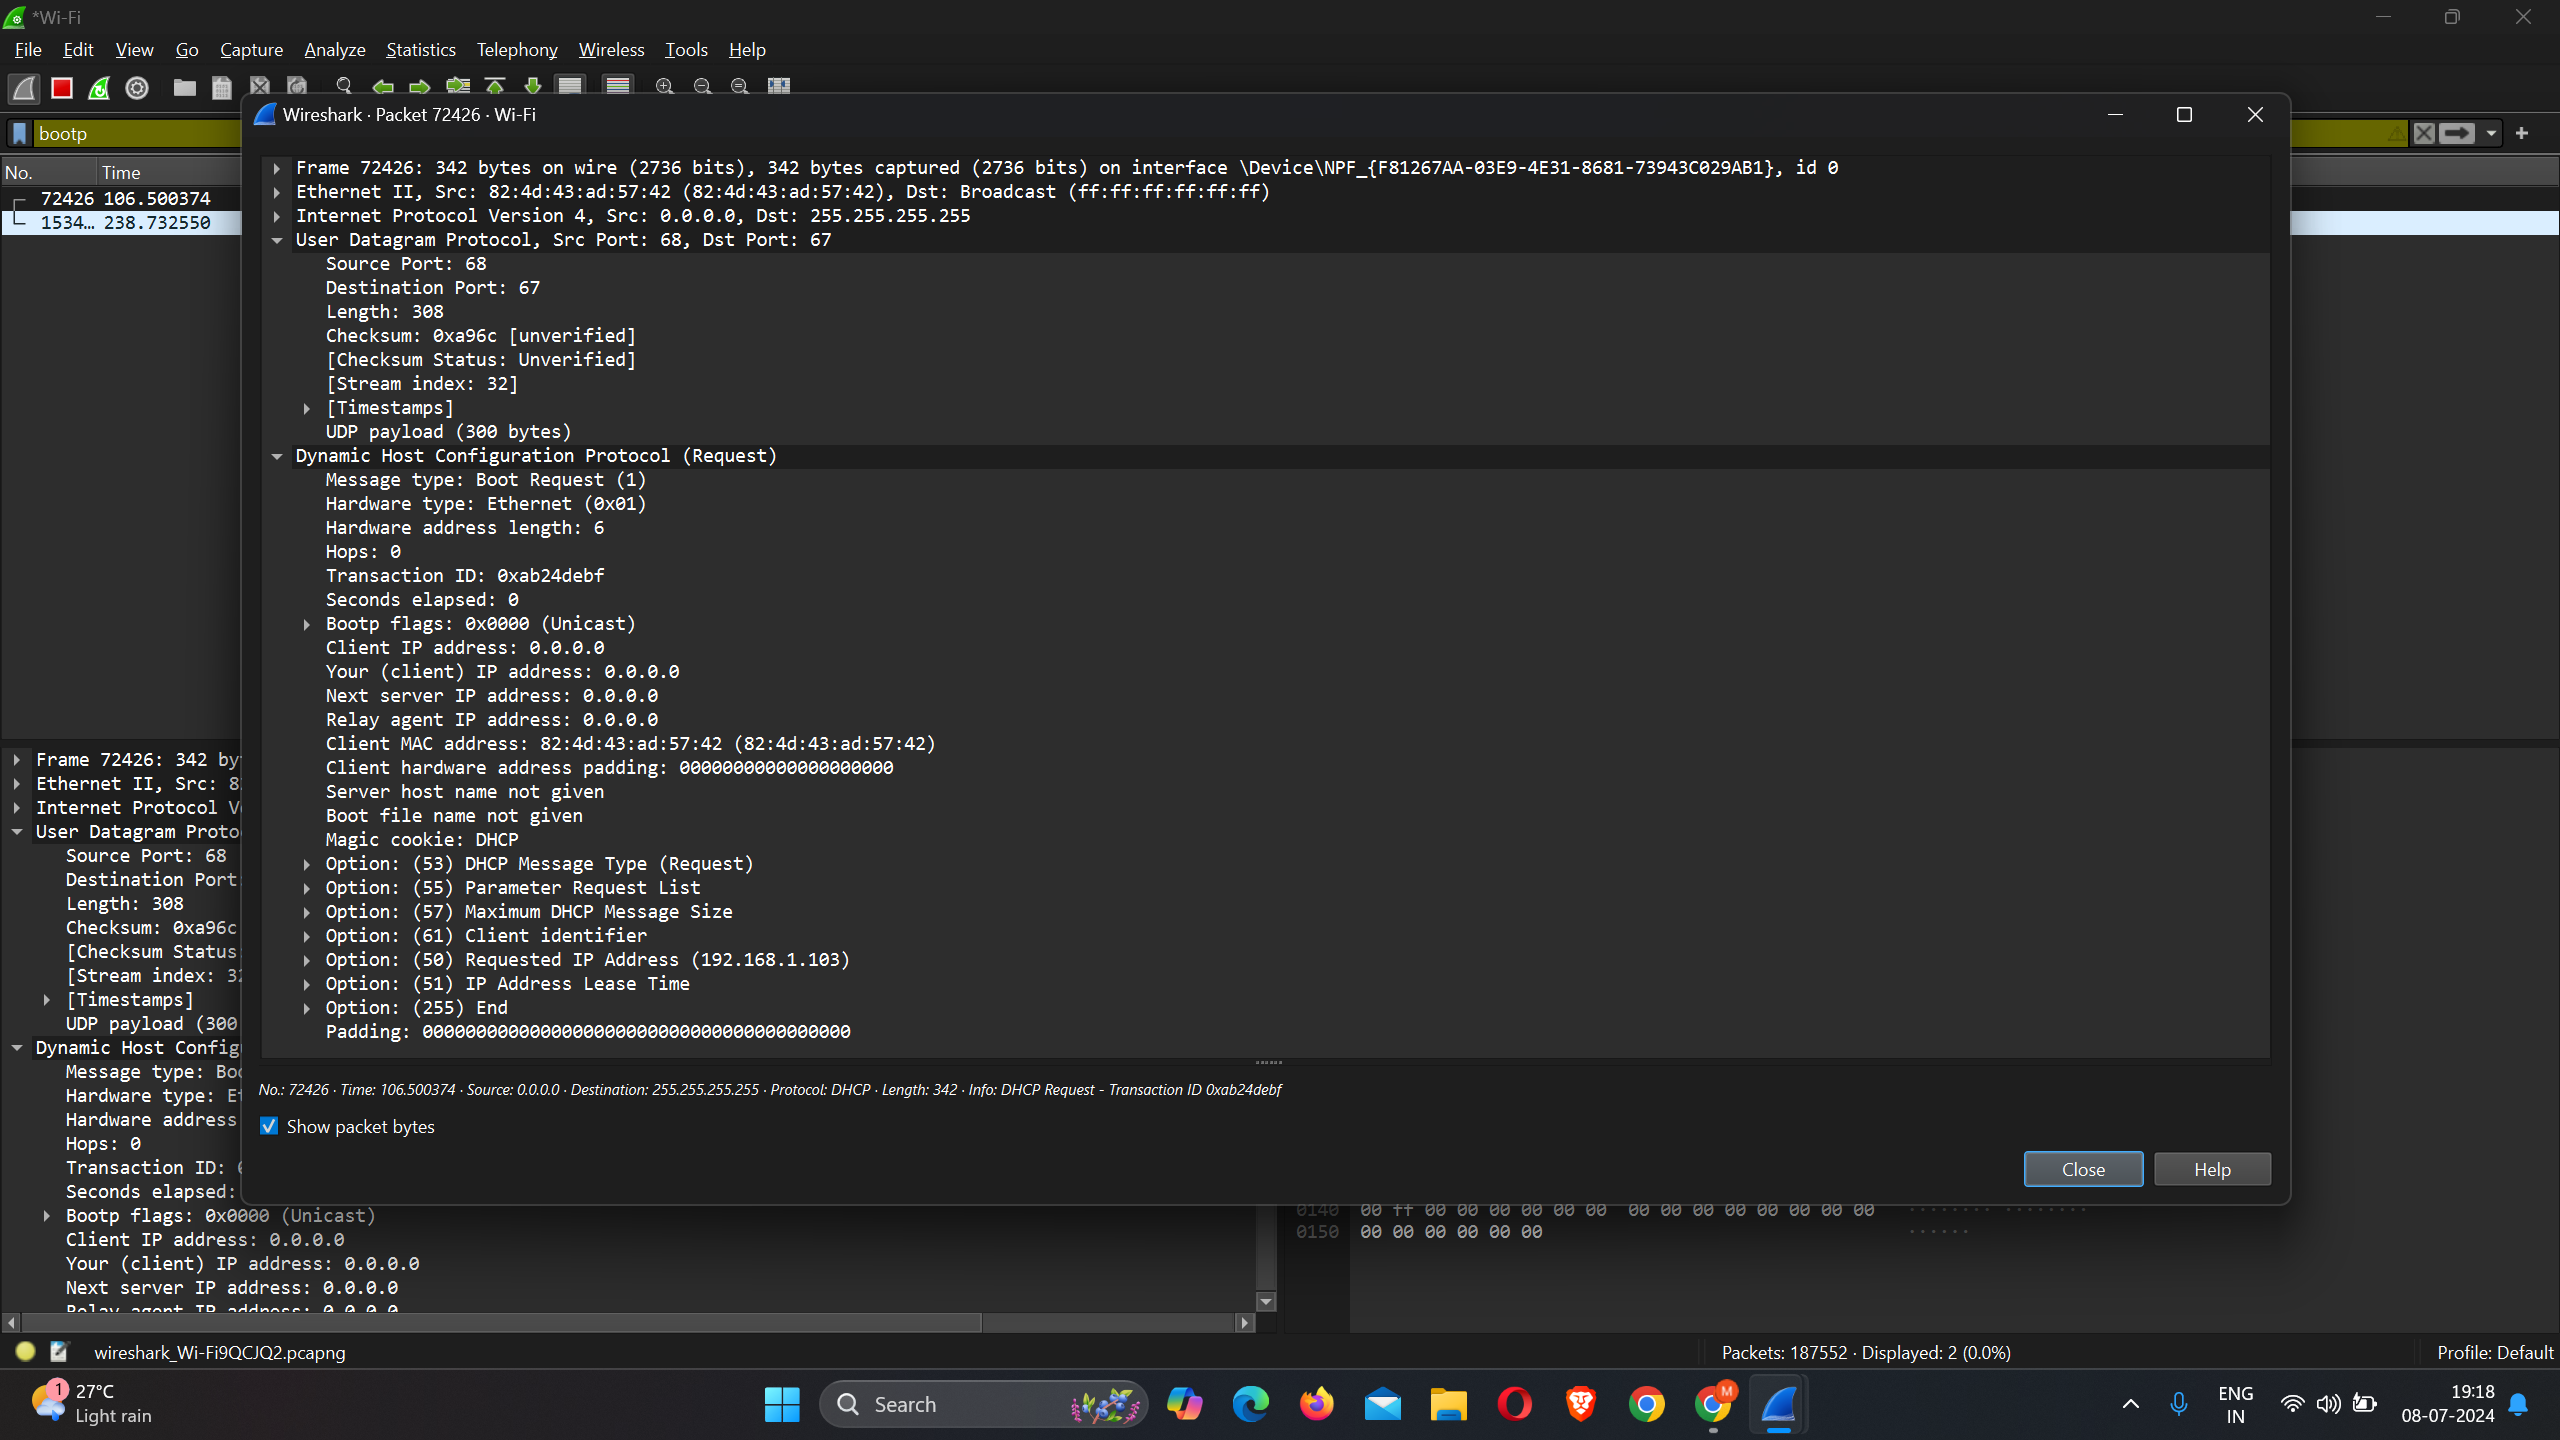 *Wi-Fi
File Edit View Go Capture Analyze Statistics Telephony Wireless Tools Help
bootp
No. Time
72426 106.500374
1534… 238.732550
Wireshark · Packet 72426 · Wi-Fi
Frame 72426: 342 bytes on wire (2736 bits), 342 bytes captured (2736 bits) on interface \Device\NPF_{F81267AA-03E9-4E31-8681-73943C029AB1}, id 0
Ethernet II, Src: 82:4d:43:ad:57:42 (82:4d:43:ad:57:42), Dst: Broadcast (ff:ff:ff:ff:ff:ff)
Internet Protocol Version 4, Src: 0.0.0.0, Dst: 255.255.255.255
User Datagram Protocol, Src Port: 68, Dst Port: 67
Source Port: 68
Destination Port: 67
Length: 308
Checksum: 0xa96c [unverified]
[Checksum Status: Unverified]
[Stream index: 32]
[Timestamps]
UDP payload (300 bytes)
Dynamic Host Configuration Protocol (Request)
Message type: Boot Request (1)
Hardware type: Ethernet (0x01)
Hardware address length: 6
Hops: 0
Transaction ID: 0xab24debf
Seconds elapsed: 0
Bootp flags: 0x0000 (Unicast)
Client IP address: 0.0.0.0
Your (client) IP address: 0.0.0.0
Next server IP address: 0.0.0.0
Relay agent IP address: 0.0.0.0
Client MAC address: 82:4d:43:ad:57:42 (82:4d:43:ad:57:42)
Client hardware address padding: 00000000000000000000
Server host name not given
Boot file name not given
Magic cookie: DHCP
Option: (53) DHCP Message Type (Request)
Option: (55) Parameter Request List
Option: (57) Maximum DHCP Message Size
Option: (61) Client identifier
Option: (50) Requested IP Address (192.168.1.103)
Option: (51) IP Address Lease Time
Option: (255) End
Padding: 0000000000000000000000000000000000000000
No.: 72426 · Time: 106.500374 · Source: 0.0.0.0 · Destination: 255.255.255.255 · Protocol: DHCP · Length: 342 · Info: DHCP Request - Transaction ID 0xab24debf
Show packet bytes
Close Help
Frame 72426: 342 by
Ethernet II, Src: 8
Internet Protocol V
User Datagram Proto
Source Port: 68
Destination Port:
Length: 308
Checksum: 0xa96c
[Checksum Status:
[Stream index: 32
[Timestamps]
UDP payload (300
Dynamic Host Config
Message type: Boo
Hardware type: Et
Hardware address
Hops: 0
Transaction ID: 0
Seconds elapsed:
Bootp flags: 0x0000 (Unicast)
Client IP address: 0.0.0.0
Your (client) IP address: 0.0.0.0
Next server IP address: 0.0.0.0
Relay agent IP address: 0.0.0.0
0140 00 ff 00 00 00 00 00 00 00 00 00 00 00 00 00 00 ········ ········
0150 00 00 00 00 00 00 ······
wireshark_Wi-Fi9QCJQ2.pcapng Packets: 187552 · Displayed: 2 (0.0%) Profile: Default
1
27°C
Light rain
Search
M
ENG
IN
19:18
08-07-2024